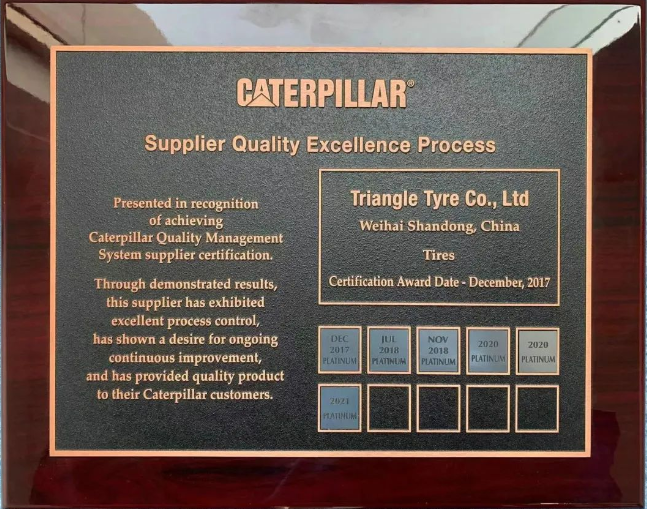 CATERPILLAR®
Supplier Quality Excellence Process
Presented in recognition
of achieving
Caterpillar Quality Management
System supplier certification.
Through demonstrated results,
this supplier has exhibited
excellent process control,
has shown a desire for ongoing
continuous improvement,
and has provided quality product
to their Caterpillar customers.
Triangle Tyre Co., Ltd
Weihai Shandong, China
Tires
Certification Award Date - December, 2017
DEC
2017
PLATINUM
JUL
2018
PLATINUM
NOV
2018
PLATINUM
2020
PLATINUM
2020
PLATINUM
2021
PLATINUM